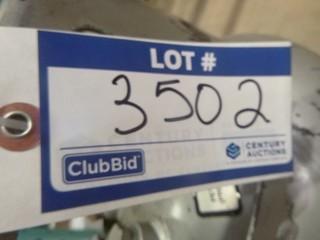 LOT #
3502
ClubBid
CENTURY
AUCTIONS